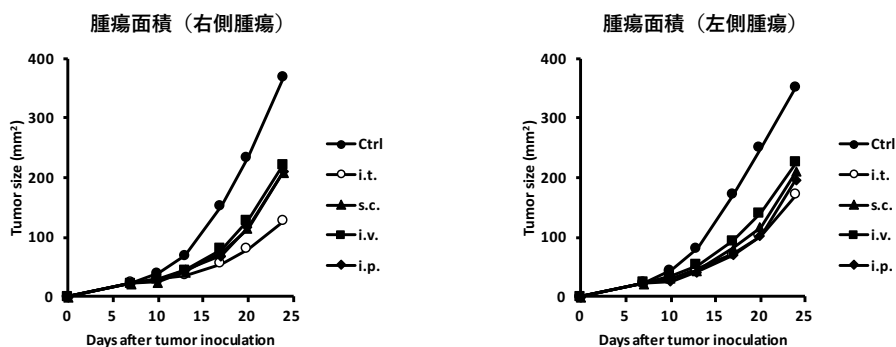 腫瘍面積（右側腫瘍）
Tumor size (mm²)
400
300
200
100
0
0 5 10 15 20 25
Days after tumor inoculation
Ctrl
i.t.
s.c.
i.v.
i.p.
腫瘍面積（左側腫瘍）
Tumor size (mm²)
400
300
200
100
0
0 5 10 15 20 25
Days after tumor inoculation
Ctrl
i.t.
s.c.
i.v.
i.p.